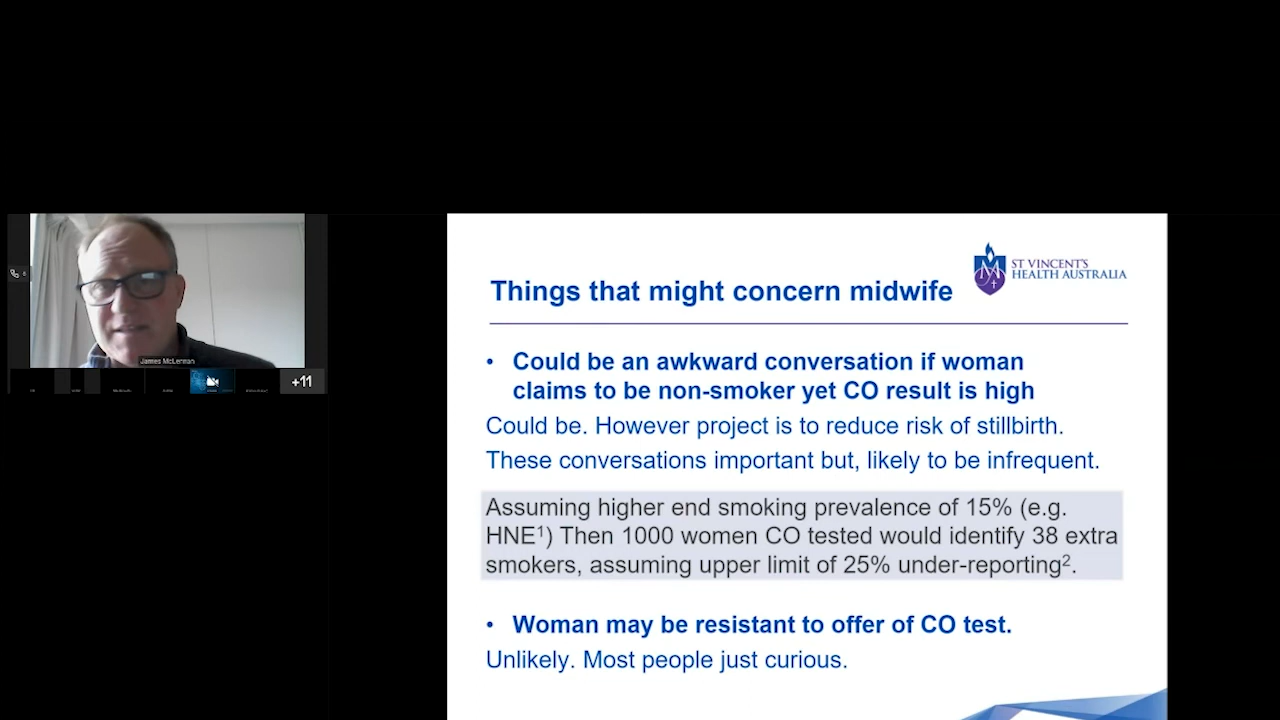 James McLennan
+11
ST VINCENT'S
HEALTH AUSTRALIA
Things that might concern midwife
• Could be an awkward conversation if woman
claims to be non-smoker yet CO result is high
Could be. However project is to reduce risk of stillbirth.
These conversations important but, likely to be infrequent.
Assuming higher end smoking prevalence of 15% (e.g.
HNE¹) Then 1000 women CO tested would identify 38 extra
smokers, assuming upper limit of 25% under-reporting².
• Woman may be resistant to offer of CO test.
Unlikely. Most people just curious.